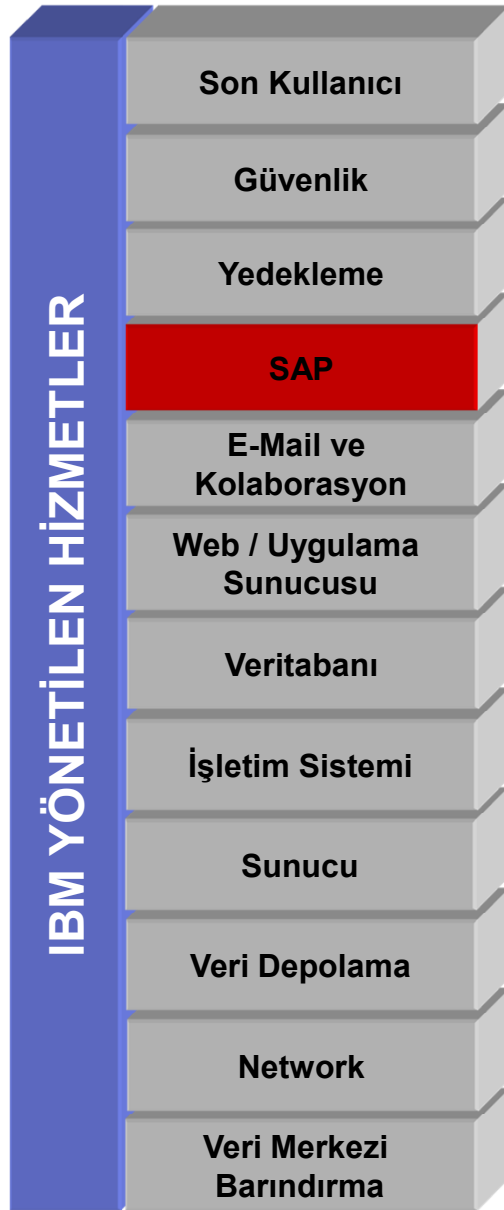 IBM YÖNETİLEN HİZMETLER
Son Kullanıcı
Güvenlik
Yedekleme
SAP
E-Mail ve
Kolaborasyon
Web / Uygulama
Sunucusu
Veritabanı
İşletim Sistemi
Sunucu
Veri Depolama
Network
Veri Merkezi
Barındırma